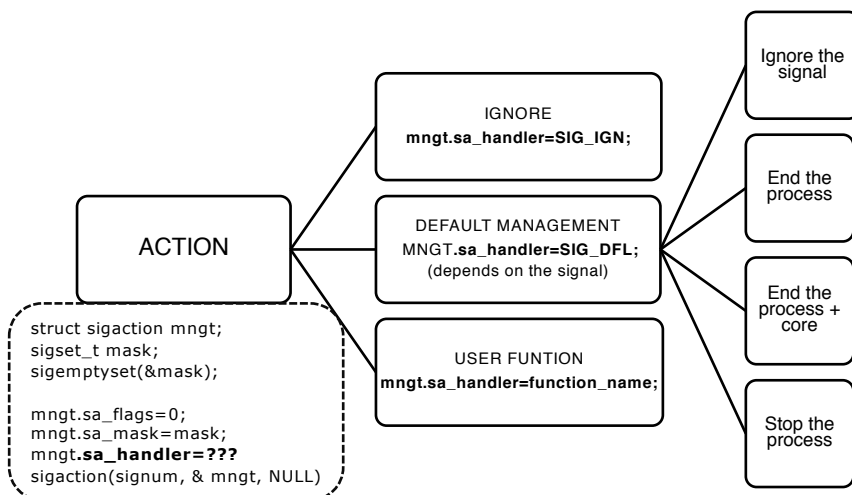 ACTION
struct sigaction mngt;
sigset_t mask;
sigemptyset(&mask);
mngt.sa_flags=0;
mngt.sa_mask=mask;
mngt.sa_handler=???
sigaction(signum, & mngt, NULL)
IGNORE
mngt.sa_handler=SIG_IGN;
DEFAULT MANAGEMENT
MNGT.sa_handler=SIG_DFL;
(depends on the signal)
USER FUNTION
mngt.sa_handler=function_name;
Ignore the
signal
End the
process
End the
process +
core
Stop the
process